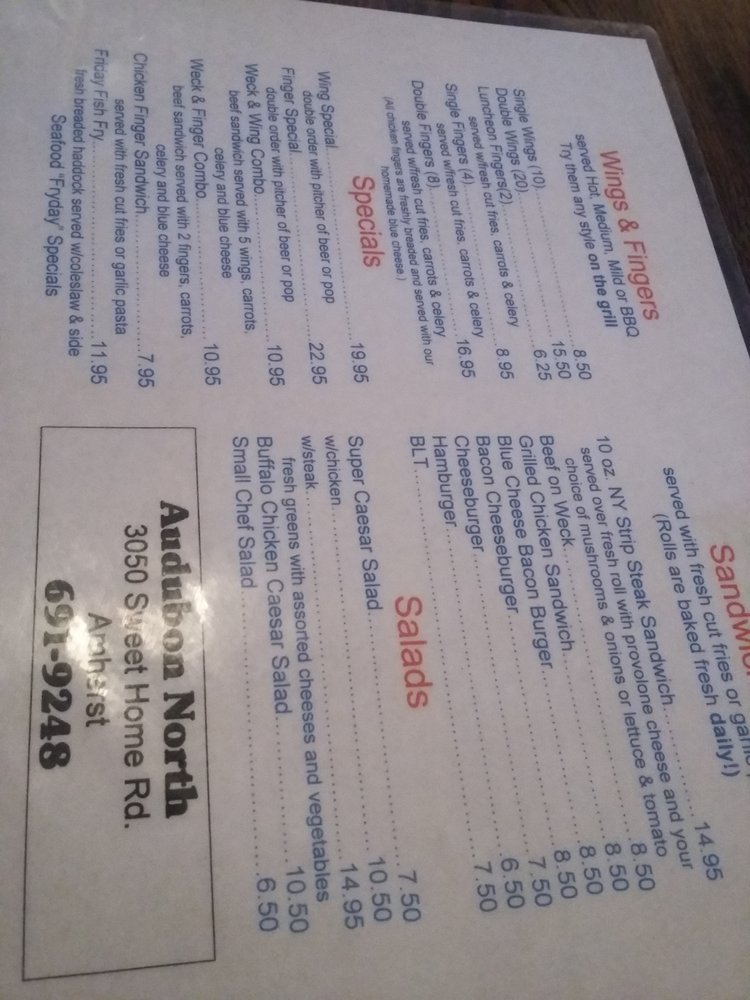 Wings & Fingers
served Hot, Medium, Mild or BBQ
Try them any style on the grill
Single Wings (10) 8.50
Double Wings (20) 15.50
Luncheon Fingers(2) 6.25
served w/fresh cut fries, carrots & celery
Single Fingers (4) 8.95
served w/fresh cut fries, carrots & celery
Double Fingers (8) 16.95
served w/fresh cut fries, carrots & celery
(All chicken fingers are freshly breaded and served with our
homemade blue cheese.)
Specials
Wing Special 19.95
double order with pitcher of beer or pop
Finger Special 22.95
double order with pitcher of beer or pop
Weck & Wing Combo 10.95
beef sandwich served with 5 wings, carrots,
celery and blue cheese
Weck & Finger Combo 10.95
beef sandwich served with 2 fingers, carrots,
celery and blue cheese
Chicken Finger Sandwich 7.95
served with fresh cut fries or garlic pasta
Friday Fish Fry 11.95
fresh breaded haddock served w/coleslaw & side
Seafood "Fryday" Specials
Sandwic
served with fresh cut fries or garli
(Rolls are baked fresh daily!)
10 oz. NY Strip Steak Sandwich 14.95
served over fresh roll with provolone cheese and your
choice of mushrooms & onions or lettuce & tomato
Beef on Weck 8.50
Grilled Chicken Sandwich 8.50
Blue Cheese Bacon Burger 8.50
Bacon Cheeseburger 8.50
Cheeseburger 7.50
Hamburger 6.50
BLT 7.50
Salads
Super Caesar Salad 7.50
w/chicken 10.50
w/steak 14.95
fresh greens with assorted cheeses and vegetables
Buffalo Chicken Caesar Salad 10.50
Small Chef Salad 6.50
Audubon North
3050 Sweet Home Rd.
Amherst
691-9248